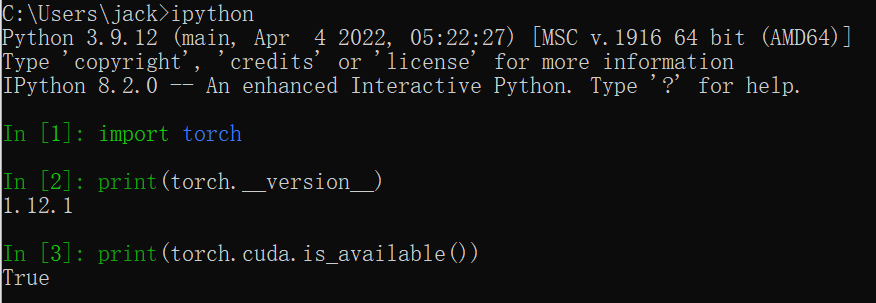 C:\Users\jack>ipython
Python 3.9.12 (main, Apr  4 2022, 05:22:27) [MSC v.1916 64 bit (AMD64)]
Type 'copyright', 'credits' or 'license' for more information
IPython 8.2.0 -- An enhanced Interactive Python. Type '?' for help.
In [1]: import torch
In [2]: print(torch.__version__)
1.12.1
In [3]: print(torch.cuda.is_available())
True